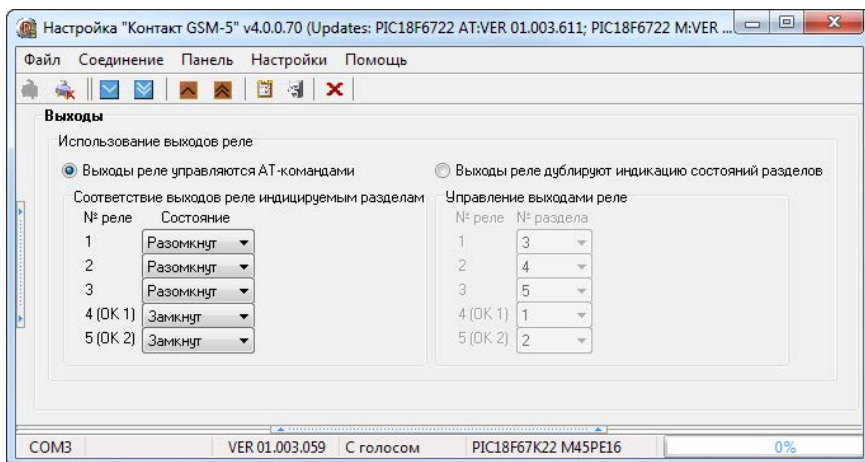 Настройка "Контакт GSM-5" v4.0.0.70 (Updates: PIC18F6722 AT:VER 01.003.611; PIC18F6722 M:VER ...
Файл Соединение Панель Настройки Помощь
Выходы
Использование выходов реле
Выходы реле управляются AT-командами
Выходы реле дублируют индикацию состояний разделов
Соответствие выходов реле индицируемым разделам
№ реле Состояние
1 Разомкнут
2 Разомкнут
3 Разомкнут
4 (ОК 1) Замкнут
5 (ОК 2) Замкнут
Управление выходами реле
№ реле № раздела
1 3
2 4
3 5
4 (ОК 1) 1
5 (ОК 2) 2
COM3 VER 01.003.059 С голосом PIC18F67K22 M45PE16 0%